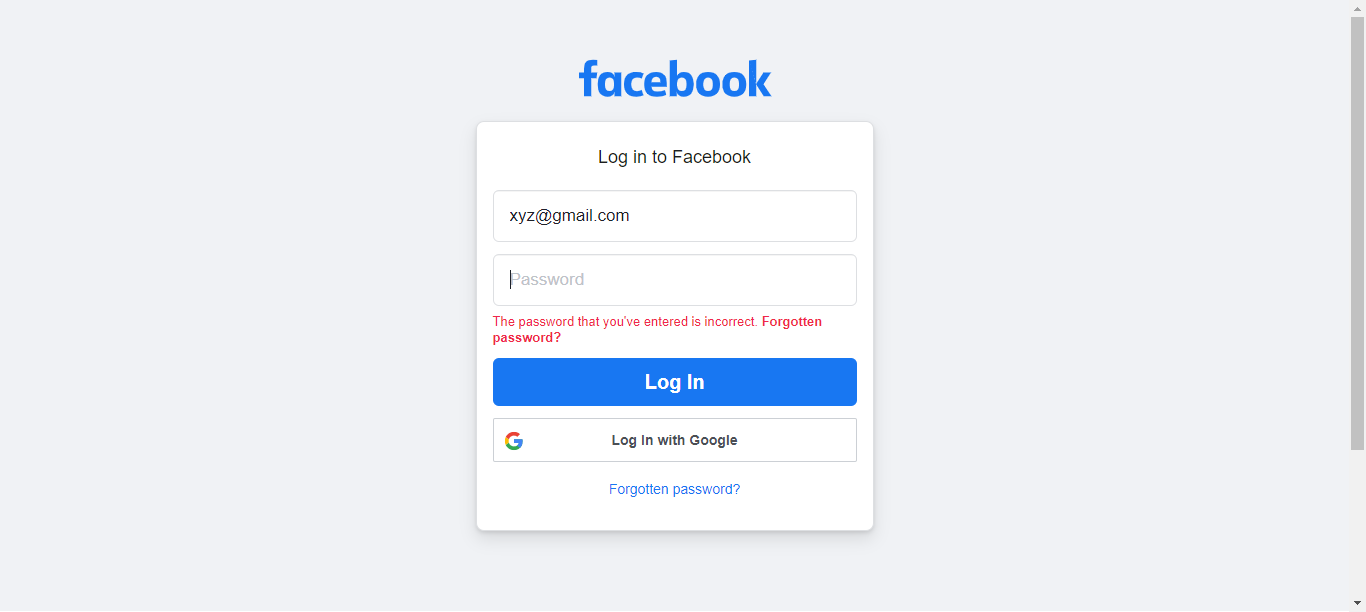 facebook
Log in to Facebook
xyz@gmail.com
Password
The password that you've entered is incorrect. Forgotten
password?
Log In
Log In with Google
Forgotten password?